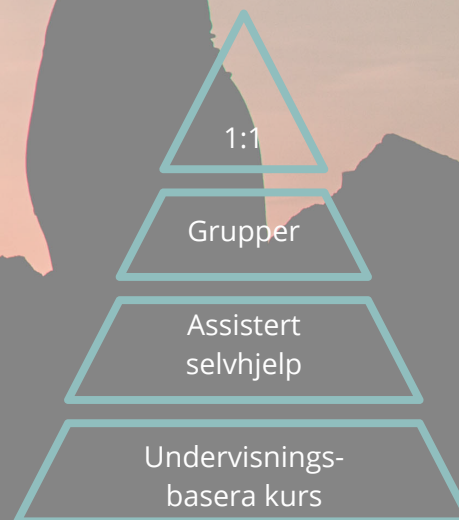 1:1
Grupper
Assistert
selvhjelp
Undervisnings-
basera kurs